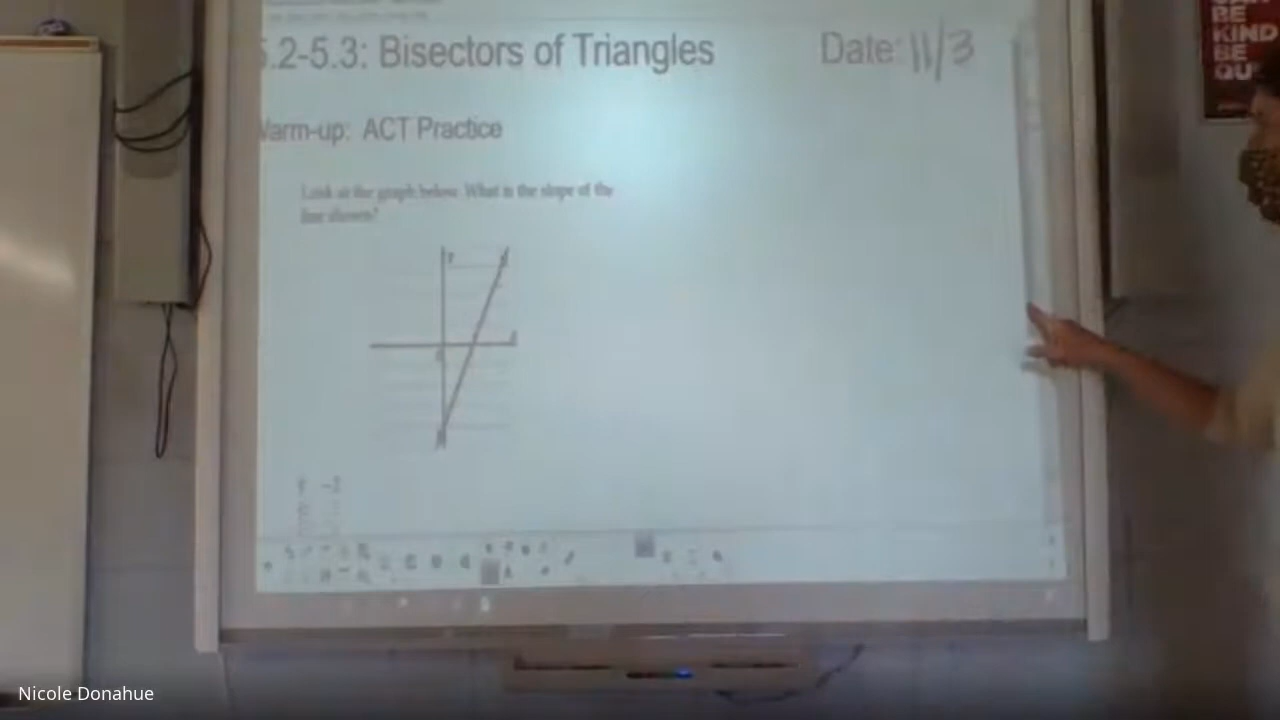 5.2-5.3: Bisectors of Triangles Date: 11/3
Warm-up: ACT Practice
Look at the graph below. What is the slope of the
line shown?
y
BE
KIND
BE
Nicole Donahue